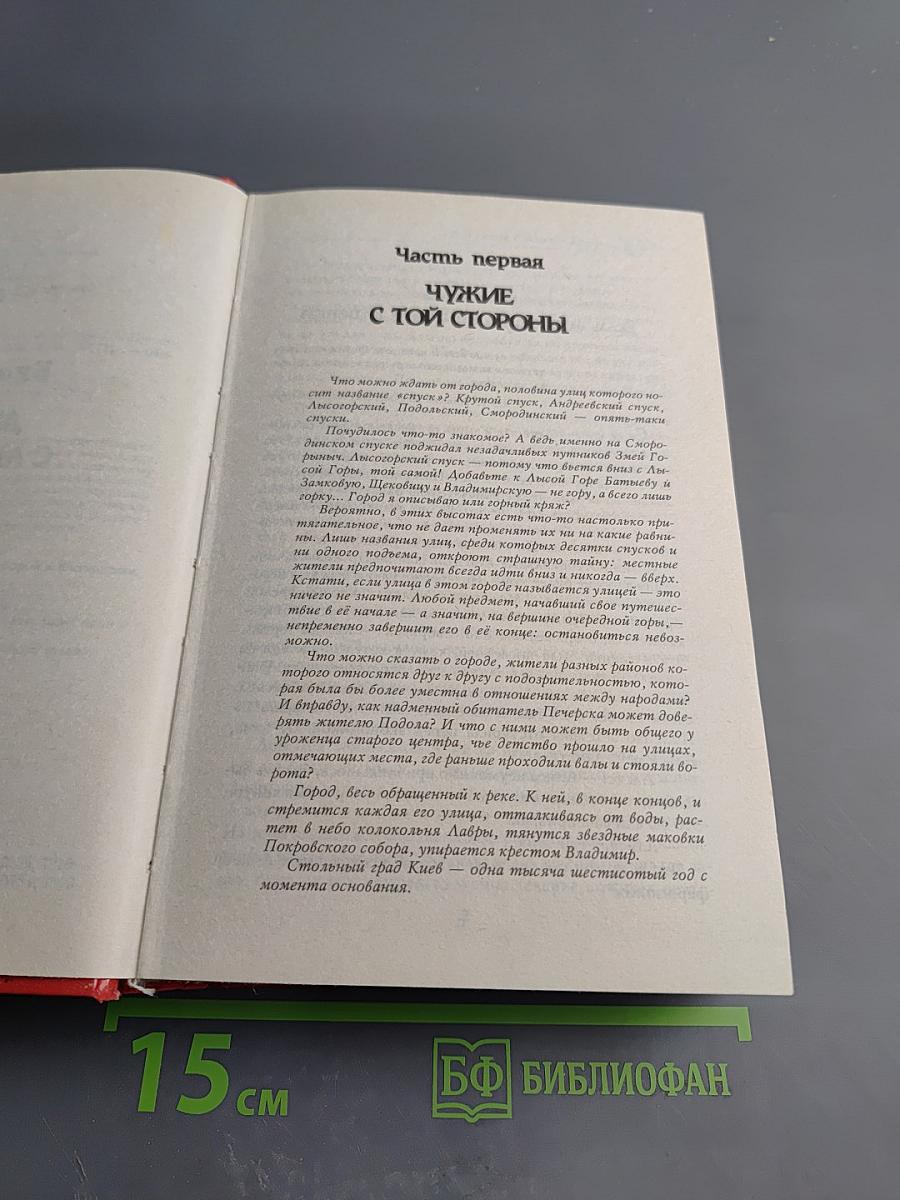 Часть первая
ЧУЖИЕ
С ТОЙ СТОРОНЫ
Что можно ждать от города, половина улиц которого но-
сит название «спуск»? Крутой спуск, Андреевский спуск,
Лысогорский, Подольский, Смородинский — опять-таки
спуски.
Почудилось что-то знакомое? А ведь именно на Сморо-
динском спуске поджидал незадачливых путников Змей Го-
рыныч. Лысогорский спуск — потому что вьется вниз с Лы-
сой Горы, той самой! Добавьте к Лысой Горе Батыеву и
Замковую, Щековицу и Владимирскую — не гору, а всего лишь
горку... Город я описываю или горный кряж?
Вероятно, в этих высотах есть что-то настолько при-
тягательное, что не дает променять их ни на какие равни-
ны. Лишь названия улиц, среди которых десятки спусков и
ни одного подъема, откроют страшную тайну: местные
жители предпочитают всегда идти вниз и никогда — вверх.
Кстати, если улица в этом городе называется улицей — это
ничего не значит. Любой предмет, начавший свое путешес-
твие в её начале — а значит, на вершине очередной горы,—
непременно завершит его в её конце: остановиться невоз-
можно.
Что можно сказать о городе, жители разных районов ко-
торого относятся друг к другу с подозрительностью, кото-
рая была бы более уместна в отношениях между народами?
И вправду, как надменный обитатель Печерска может дове-
рять жителю Подола? И что с ними может быть общего у
уроженца старого центра, чье детство прошло на улицах,
отмечающих места, где раньше проходили валы и стояли во-
рота?
Город, весь обращенный к реке. К ней, в конце концов, и
стремится каждая его улица, отталкиваясь от воды, рас-
тет в небо колокольня Лавры, тянутся звездные маковки
Покровского собора, упирается крестом Владимир.
Стольный град Киев — одна тысяча шестисотый год с
момента основания.
15 см
БФ БИБЛИОФАН